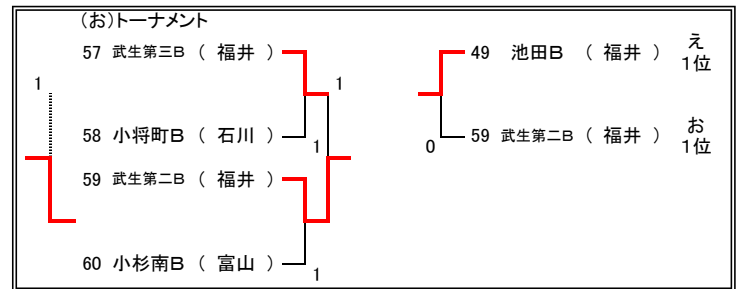 (お)トーナメント
57 武生第三B ( 福井 )
49 池田B ( 福井 ) え 1位
1
1
58 小将町B ( 石川 )
1
0
59 武生第二B ( 福井 ) お 1位
59 武生第二B ( 福井 )
60 小杉南B ( 富山 )
1